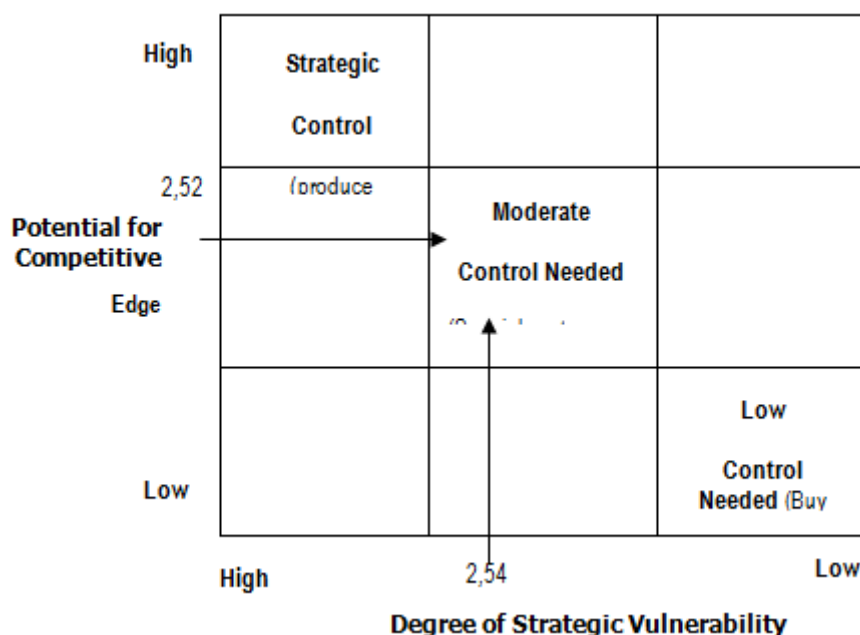 High
Strategic
Control
2,52
(produce
Potential for
Competitive
Edge
Moderate
Control Needed
Low
Control
Needed (Buy
Low
High
2,54
Low
Degree of Strategic Vulnerability